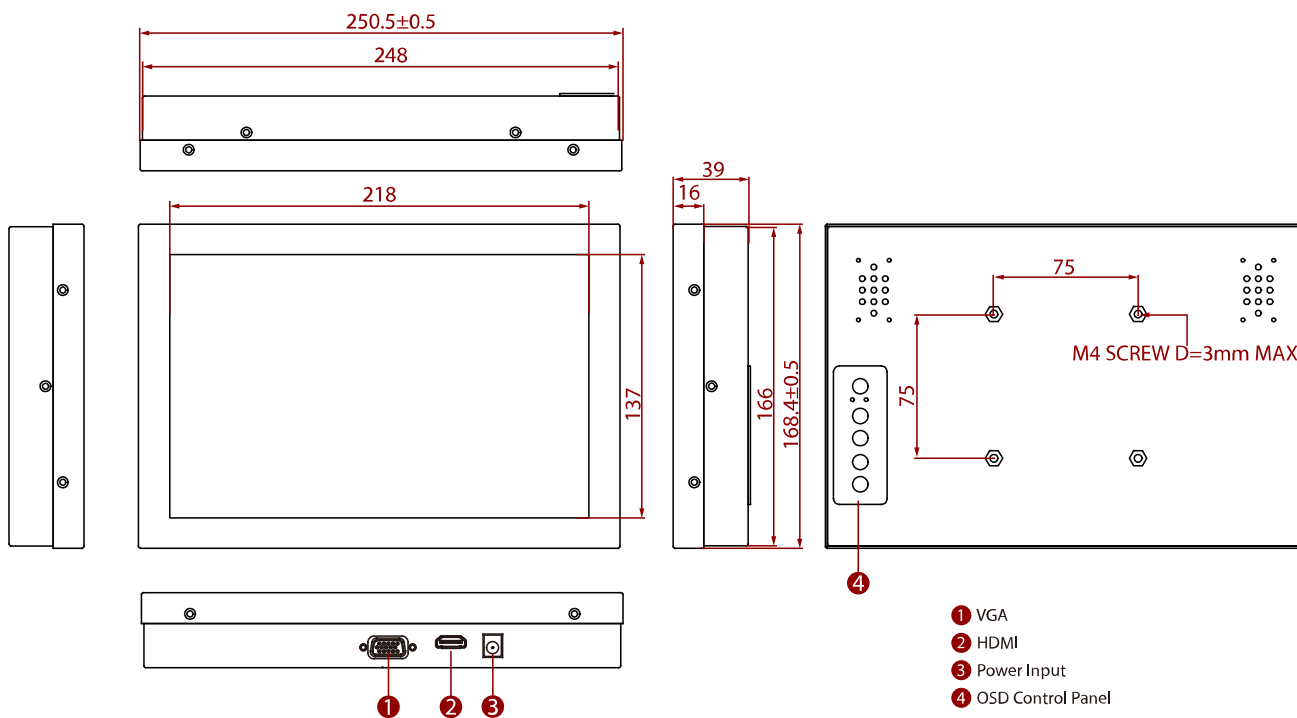 250.5±0.5
248
218
137
39
16
166
168.4±0.5
75
75
M4 SCREW D=3mm MAX
4
1
2
3
1 VGA
2 HDMI
3 Power Input
4 OSD Control Panel